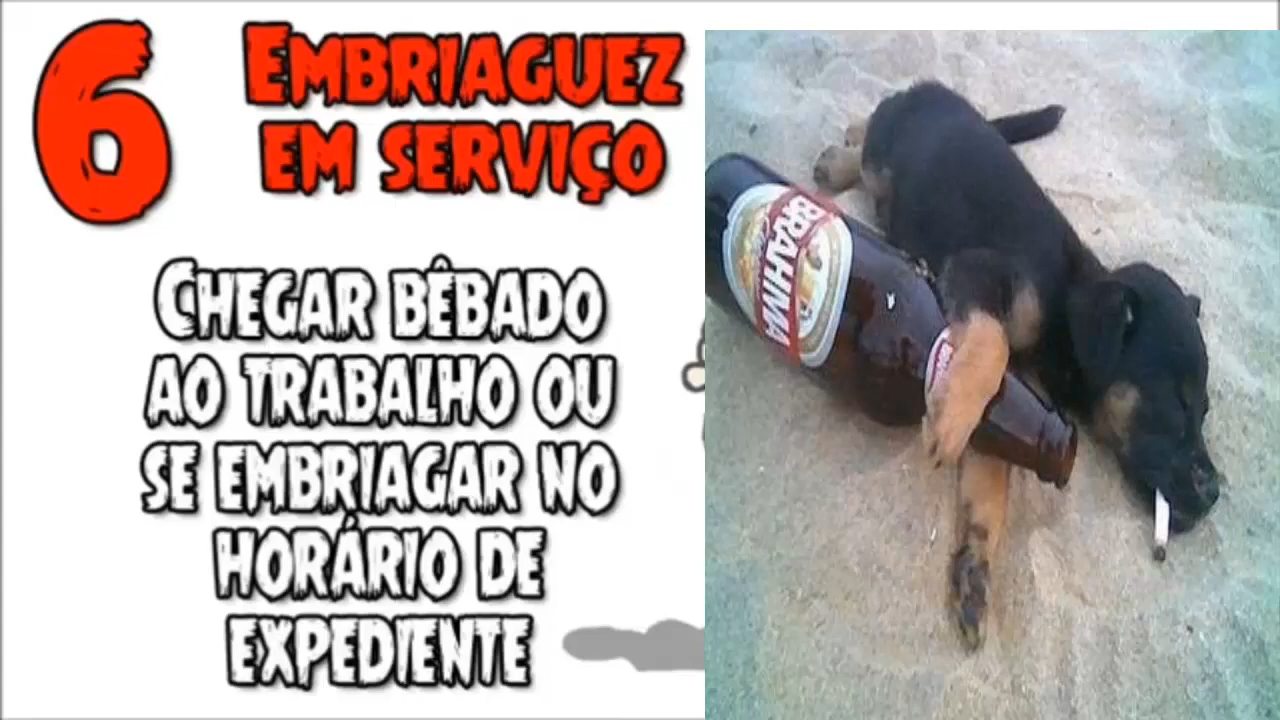 6
EMBRIAGUEZ
EM SERVIÇO
CHEGAR BÊBADO
AO TRABALHO OU
SE EMBRIAGAR NO
HORÁRIO DE
EXPEDIENTE
BRAHMA